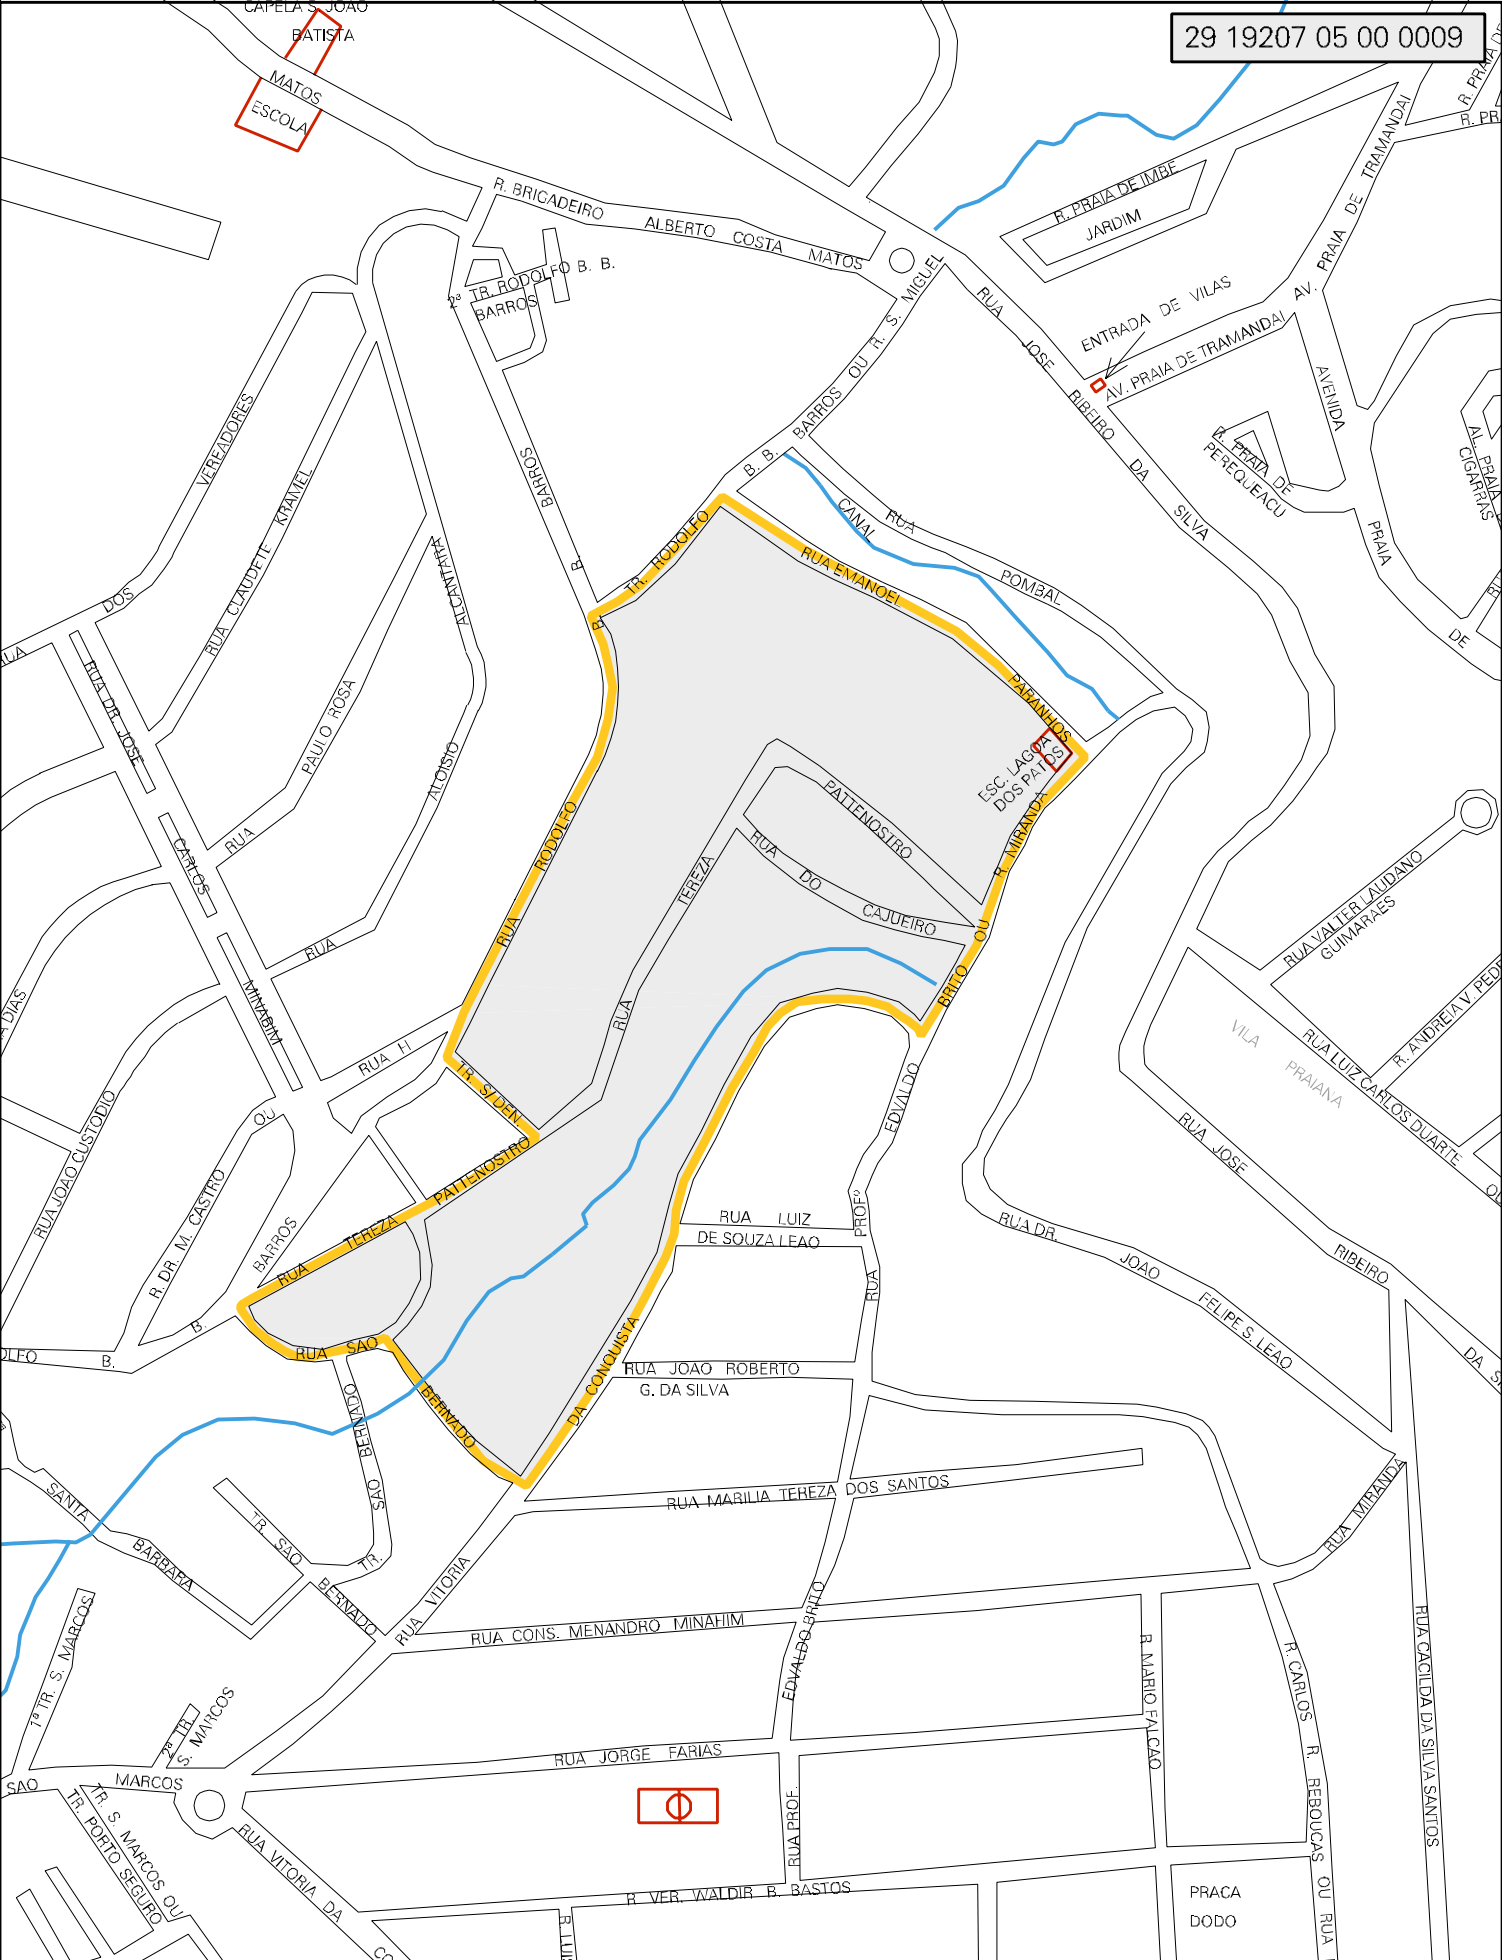 CAPELA S. JOAO
BATISTA
29 19207 05 00 0009
MATOS
ESCOLA
R. BRIGADEIRO ALBERTO COSTA MATOS
R. PRAIA DE IMBE
JARDIM
AV. PRAIA DE TRAMANDAI
R. PRAIA DE
R. PR
2ª TR. RODOLFO B. B.
BARROS
TR. RODOLFO B. B. BARROS OU R. S. MIGUEL
RUA JOSE RIBEIRO DA SILVA
ENTRADA DE VILAS
AV. PRAIA DE TRAMANDAI
AVENIDA
PRAIA
DE
R. PRAIA DE
PEREQUEACU
AL. PRAIA
CIGARRAS
DOS VEREADORES
RUA CLAUDETE KRAMEL
BARROS
B.
B.
ALCANTARA
ALOISIO
RUA
PAULO ROSA
RUA
CANAL
RUA POMBAL
RUA EMANOEL PARANHOS
ESC. LAGOA
DOS PATOS
RUA DR. JOSE CARLOS MINAHIM
RUA RODOLFO
PATTENOSTRO
TEREZA
RUA
RUA DO CAJUEIRO
R MIRANDA
OU
BRITO
EDVALDO
PROFº
RUA
RUA VALTER LAUDANO
GUIMARAES
R. ANDREIA V. PEDR
VILA PRAIANA
RUA LUIZ CARLOS DUARTE
OU
A DIAS
RUA JOAO CUSTODIO
RUA H
TR. S/ DEN.
OU
R. DR. M. CASTRO
BARROS
B.
RUA TEREZA PATTENOSTRO
RUA JOSE RIBEIRO DA S
RUA LUIZ
DE SOUZA LEAO
RUA DR. JOAO FELIPE S. LEAO
OLFO B.
RUA SAO BERNADO
DA CONQUISTA
RUA JOAO ROBERTO
G. DA SILVA
SAO BERNADO
TR.
SANTA BARBARA
TR. SAO BERNADO
RUA MARILIA TEREZA DOS SANTOS
RUA MIRANDA
RUA VITORIA
RUA CONS. MENANDRO MINAHIM
EDVALDO BRITO
RUA PROF.
1ª TR. S. MARCOS
2ª TR.
S. MARCOS
R. MARIO FALCAO
R. CARLOS R. REBOUCAS OU RUA
RUA CACILDA DA SILVA SANTOS
RUA JORGE FARIAS
SAO MARCOS
TR. S. MARCOS OU
TR. PORTO SEGURO
RUA VITORIA DA CO
R. VER. WALDIR B. BASTOS
R. LUIS
PRACA
DODO